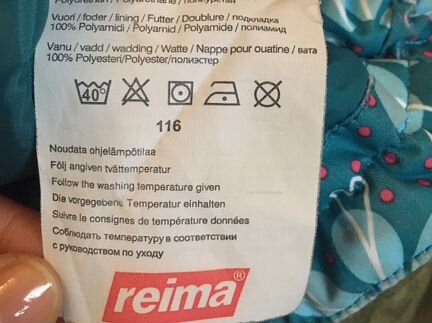 Vuori / foder / lining / Futter / Doublure / подкладка
100% Polyamidi / Polyamid / Polyamide / полиамид
Vanu / vadd / wadding / Watte / Nappe pour ouatine / вата
100% Polyesteri/Polyester/полиэстер
40°
116
Noudata ohjelämpötilaa
Följ angiven tvättemperatur
Follow the washing temperature given
Die vorgegebene Temperatur einhalten
Suivre le consignes de température données
Соблюдать температуру в соответствии
с руководством по уходу
reima®